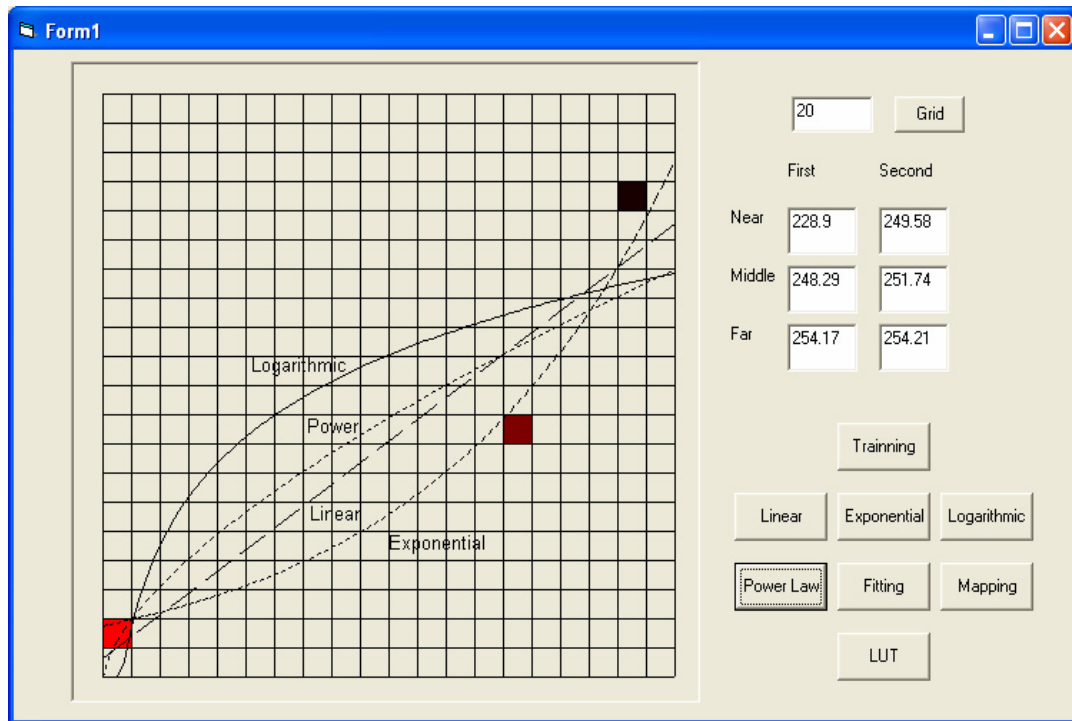 Form1
20 Grid
First Second
Near 228.9 249.58
Middle 248.29 251.74
Far 254.17 254.21
Logarithmic
Power
Linear
Exponential
Trainning
Linear Exponential Logarithmic
Power Law Fitting Mapping
LUT